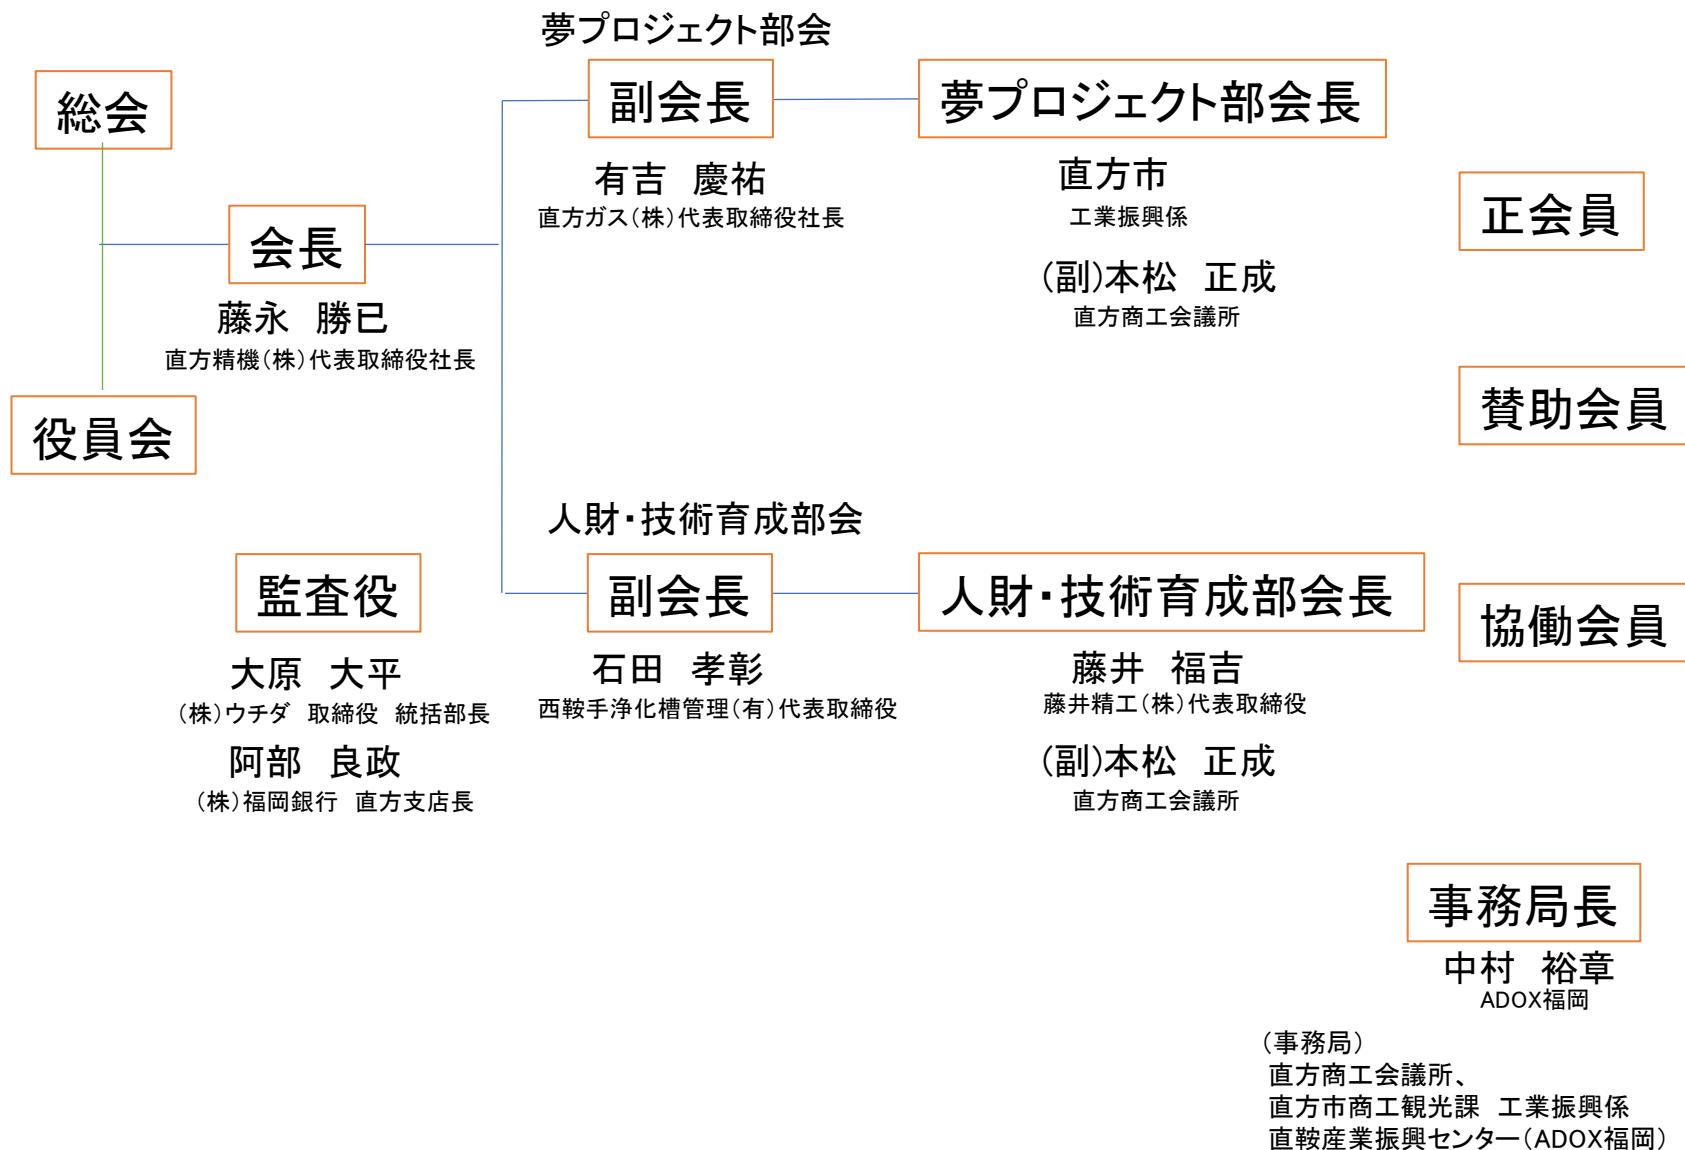 総会
会長
藤永　勝已
直方精機(株)代表取締役社長
役員会
夢プロジェクト部会
副会長
有吉　慶祐
直方ガス(株)代表取締役社長
夢プロジェクト部会長
直方市
工業振興係
(副)本松　正成
直方商工会議所
正会員
賛助会員
協働会員
監査役
大原　大平
(株)ウチダ　取締役　統括部長
阿部　良政
(株)福岡銀行　直方支店長
人財・技術育成部会
副会長
石田　孝彰
西鞍手浄化槽管理(有)代表取締役
人財・技術育成部会長
藤井　福吉
藤井精工(株)代表取締役
(副)本松　正成
直方商工会議所
事務局長
中村　裕章
ADOX福岡
(事務局)
直方商工会議所、
直方市商工観光課　工業振興係
直鞍産業振興センター(ADOX福岡)